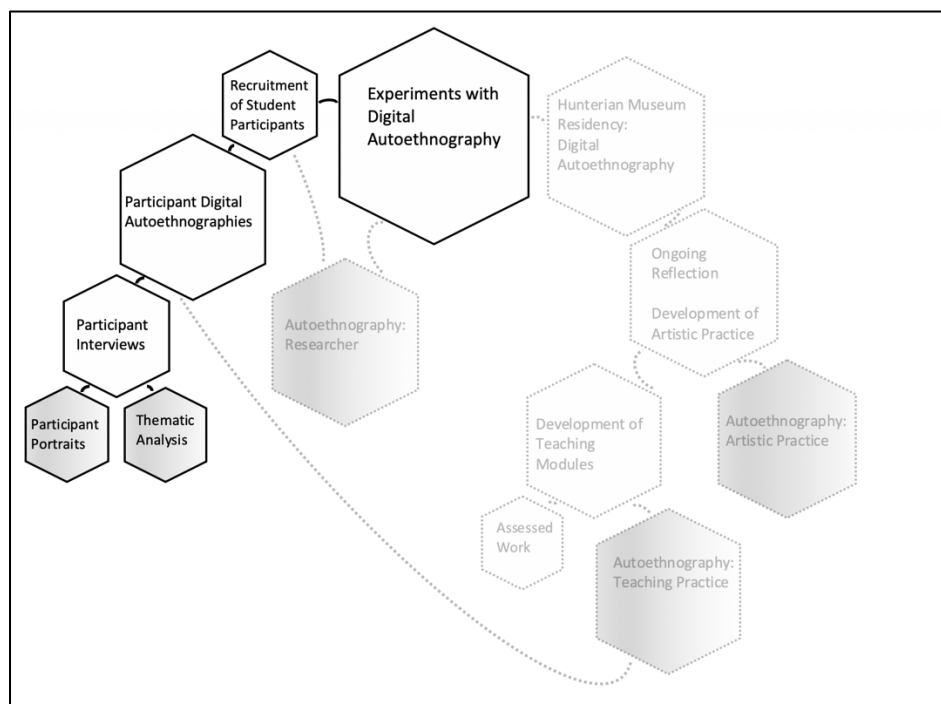 Recruitment
of Student
Participants
Experiments with
Digital
Autoethnography
Hunterian Museum
Residency:
Digital
Autoethnography
Participant Digital
Autoethnographies
Ongoing
Reflection
Development of
Artistic Practice
Participant
Interviews
Autoethnography:
Researcher
Participant
Portraits
Thematic
Analysis
Development of
Teaching
Modules
Autoethnography:
Artistic Practice
Assessed
Work
Autoethnography:
Teaching Practice